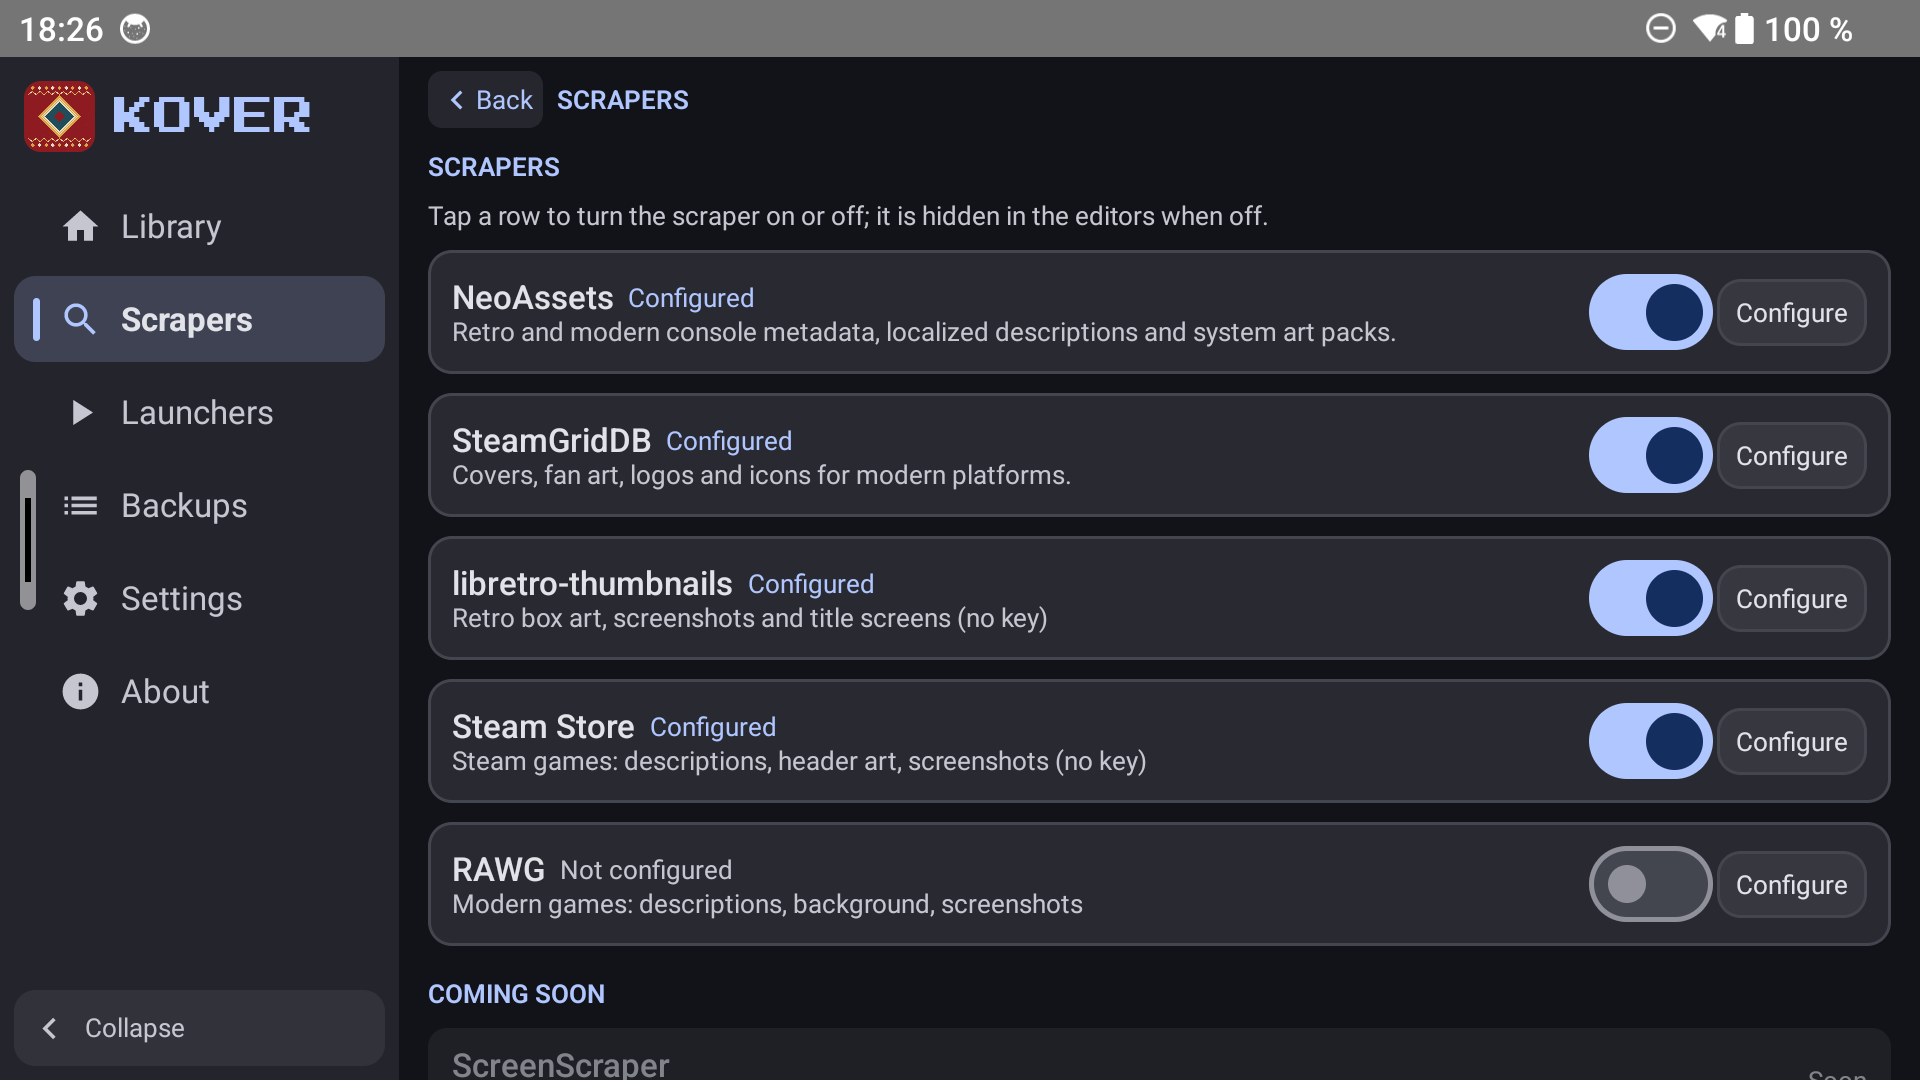 18:26
4 100 %
KOVER
Library
Scrapers
Launchers
Backups
Settings
About
Collapse
Back SCRAPERS
SCRAPERS
Tap a row to turn the scraper on or off; it is hidden in the editors when off.
NeoAssets Configured
Retro and modern console metadata, localized descriptions and system art packs.
Configure
SteamGridDB Configured
Covers, fan art, logos and icons for modern platforms.
Configure
libretro-thumbnails Configured
Retro box art, screenshots and title screens (no key)
Configure
Steam Store Configured
Steam games: descriptions, header art, screenshots (no key)
Configure
RAWG Not configured
Modern games: descriptions, background, screenshots
Configure
COMING SOON
ScreenScraper
Soon